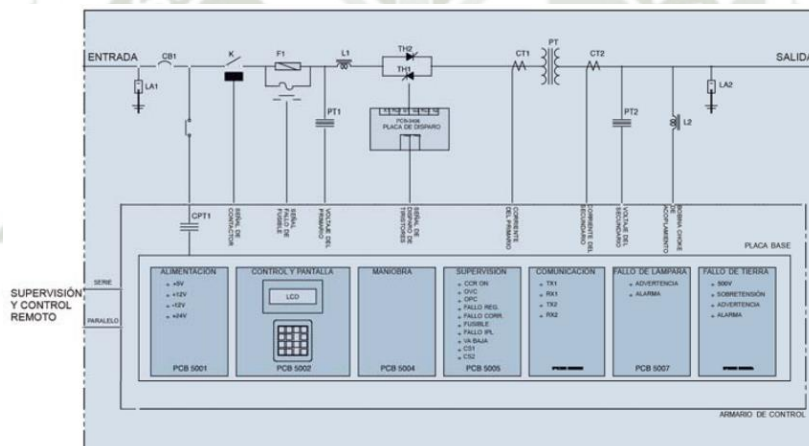 ENTRADA
CB1
K
F1
L1
TH2
TH1
CT1
PT
CT2
SALIDA
LA1
PT1
PLACA DE DISPARO
PT2
L2
LA2
CPT1
SEÑAL DE CONTACTOR
SEÑAL FALLO DE FUSIBLE
VOLTAJE DEL PRIMARIO
SEÑAL DE DISPARO DE TIRISTORES
CORRIENTE DEL PRIMARIO
CORRIENTE DEL SECUNDARIO
VOLTAJE DEL SECUNDARIO
BOBINA CHOKE DE ACOPLAMIENTO
PLACA BASE
SUPERVISIÓN
Y CONTROL
REMOTO
SERIE
PARALELO
ALIMENTACION
+12V
-12V
+24V
PCB 5001
CONTROL Y PANTALLA
LCD
PCB 5002
MANIOBRA
PCB 5004
SUPERVISION
CCR ON
OVC
OPC
FALLO REG.
FALLO CORR.
FUSIBLE
FALLO IPL
VA BAJA
CS1
CS2
PCB 5005
COMUNICACION
TX1
RX1
TX2
RX2
FALLO DE LAMPARA
ADVERTENCIA
ALARMA
PCB 5007
FALLO DE TIERRA
500V
SOBRETENSIÓN
ADVERTENCIA
ALARMA
ARMARIO DE CONTROL